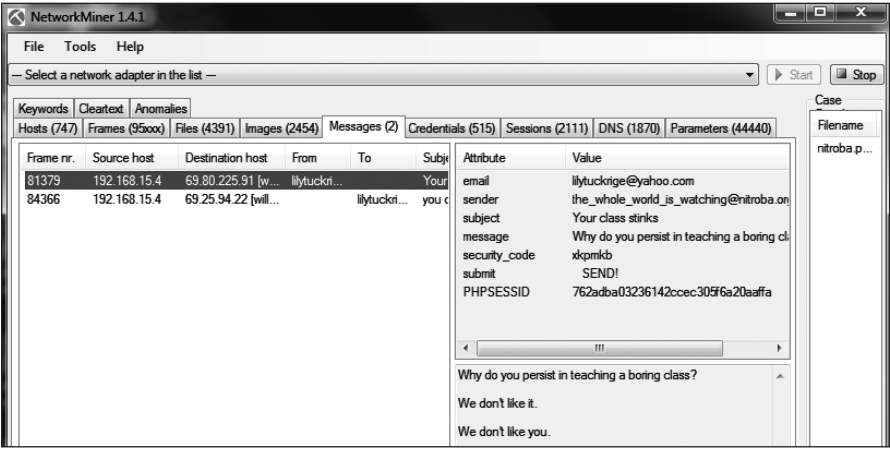 NetworkMiner 1.4.1
File Tools Help
--- Select a network adapter in the list ---
Start Stop
Keywords Cleartext Anomalies
Hosts (747) Frames (95xxx) Files (4391) Images (2454) Messages (2) Credentials (515) Sessions (2111) DNS (1870) Parameters (44440)
Frame nr. Source host Destination host From To Subje
81379 192.168.15.4 69.80.225.91 [w... lilytuckri... Your
84366 192.168.15.4 69.25.94.22 [will... lilytuckri... you c
Attribute Value
email lilytuckrige@yahoo.com
sender the_whole_world_is_watching@nitroba.or
subject Your class stinks
message Why do you persist in teaching a boring cl
security_code xkpmkb
submit SEND!
PHPSESSID 762adba03236142ccec305f6a20aaffa
Why do you persist in teaching a boring class?
We don't like it.
We don't like you.
Case
Filename
nitroba.p...